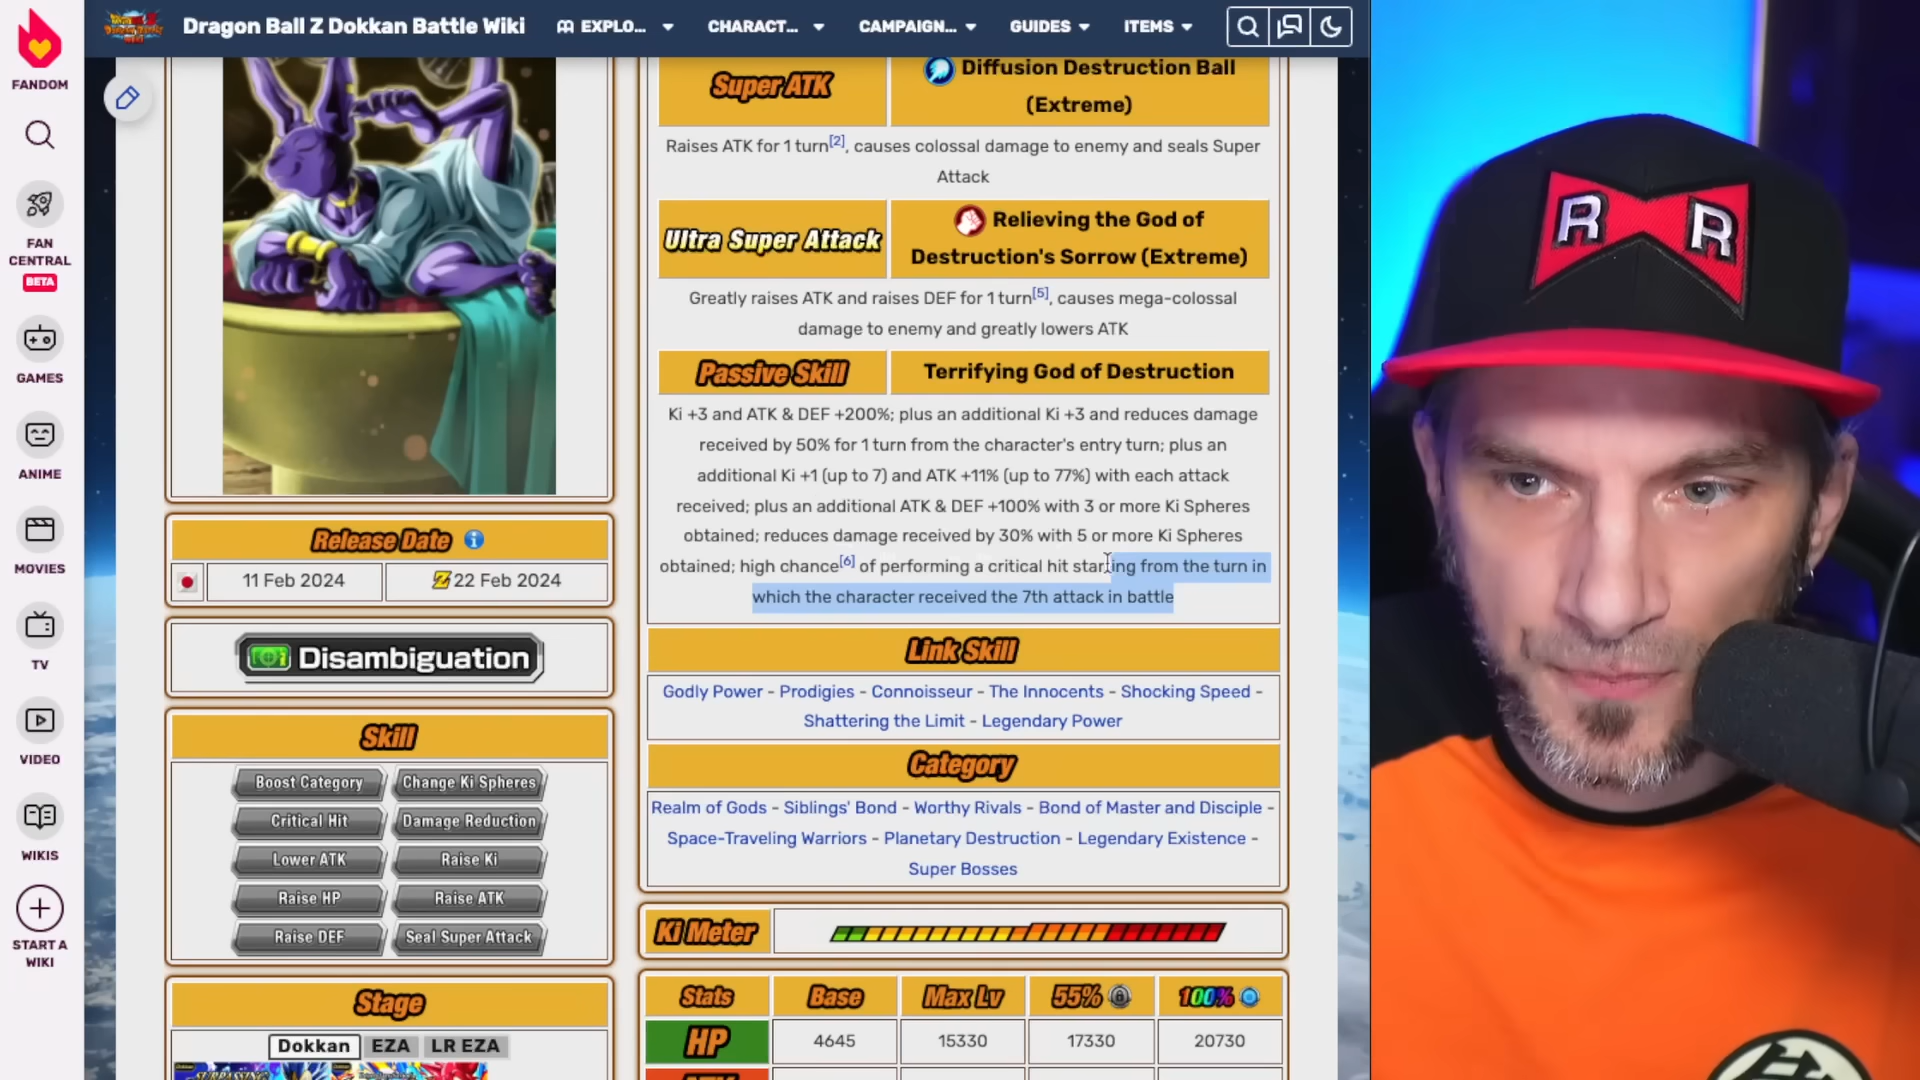 Dragon Ball Z Dokkan Battle Wiki
EXPLO...
CHARACT...
CAMPAIGN...
GUIDES
ITEMS
FANDOM
FAN
CENTRAL
BETA
GAMES
ANIME
MOVIES
TV
VIDEO
WIKIS
START A
WIKI
Release Date
11 Feb 2024
22 Feb 2024
Disambiguation
Skill
Boost Category
Change Ki Spheres
Critical Hit
Damage Reduction
Lower ATK
Raise Ki
Raise HP
Raise ATK
Raise DEF
Seal Super Attack
Stage
Dokkan
EZA
LR EZA
Super ATK
Diffusion Destruction Ball
(Extreme)
Raises ATK for 1 turn[2], causes colossal damage to enemy and seals Super
Attack
Ultra Super Attack
Relieving the God of
Destruction's Sorrow (Extreme)
Greatly raises ATK and raises DEF for 1 turn[5], causes mega-colossal
damage to enemy and greatly lowers ATK
Passive Skill
Terrifying God of Destruction
Ki +3 and ATK & DEF +200%; plus an additional Ki +3 and reduces damage
received by 50% for 1 turn from the character's entry turn; plus an
additional Ki +1 (up to 7) and ATK +11% (up to 77%) with each attack
received; plus an additional ATK & DEF +100% with 3 or more Ki Spheres
obtained; reduces damage received by 30% with 5 or more Ki Spheres
obtained; high chance[6] of performing a critical hit starting from the turn in
which the character received the 7th attack in battle
Link Skill
Godly Power - Prodigies - Connoisseur - The Innocents - Shocking Speed -
Shattering the Limit - Legendary Power
Category
Realm of Gods - Siblings' Bond - Worthy Rivals - Bond of Master and Disciple -
Space-Traveling Warriors - Planetary Destruction - Legendary Existence -
Super Bosses
Ki Meter
Stats
Base
Max Lv
55%
100%
HP
4645
15330
17330
20730
R R